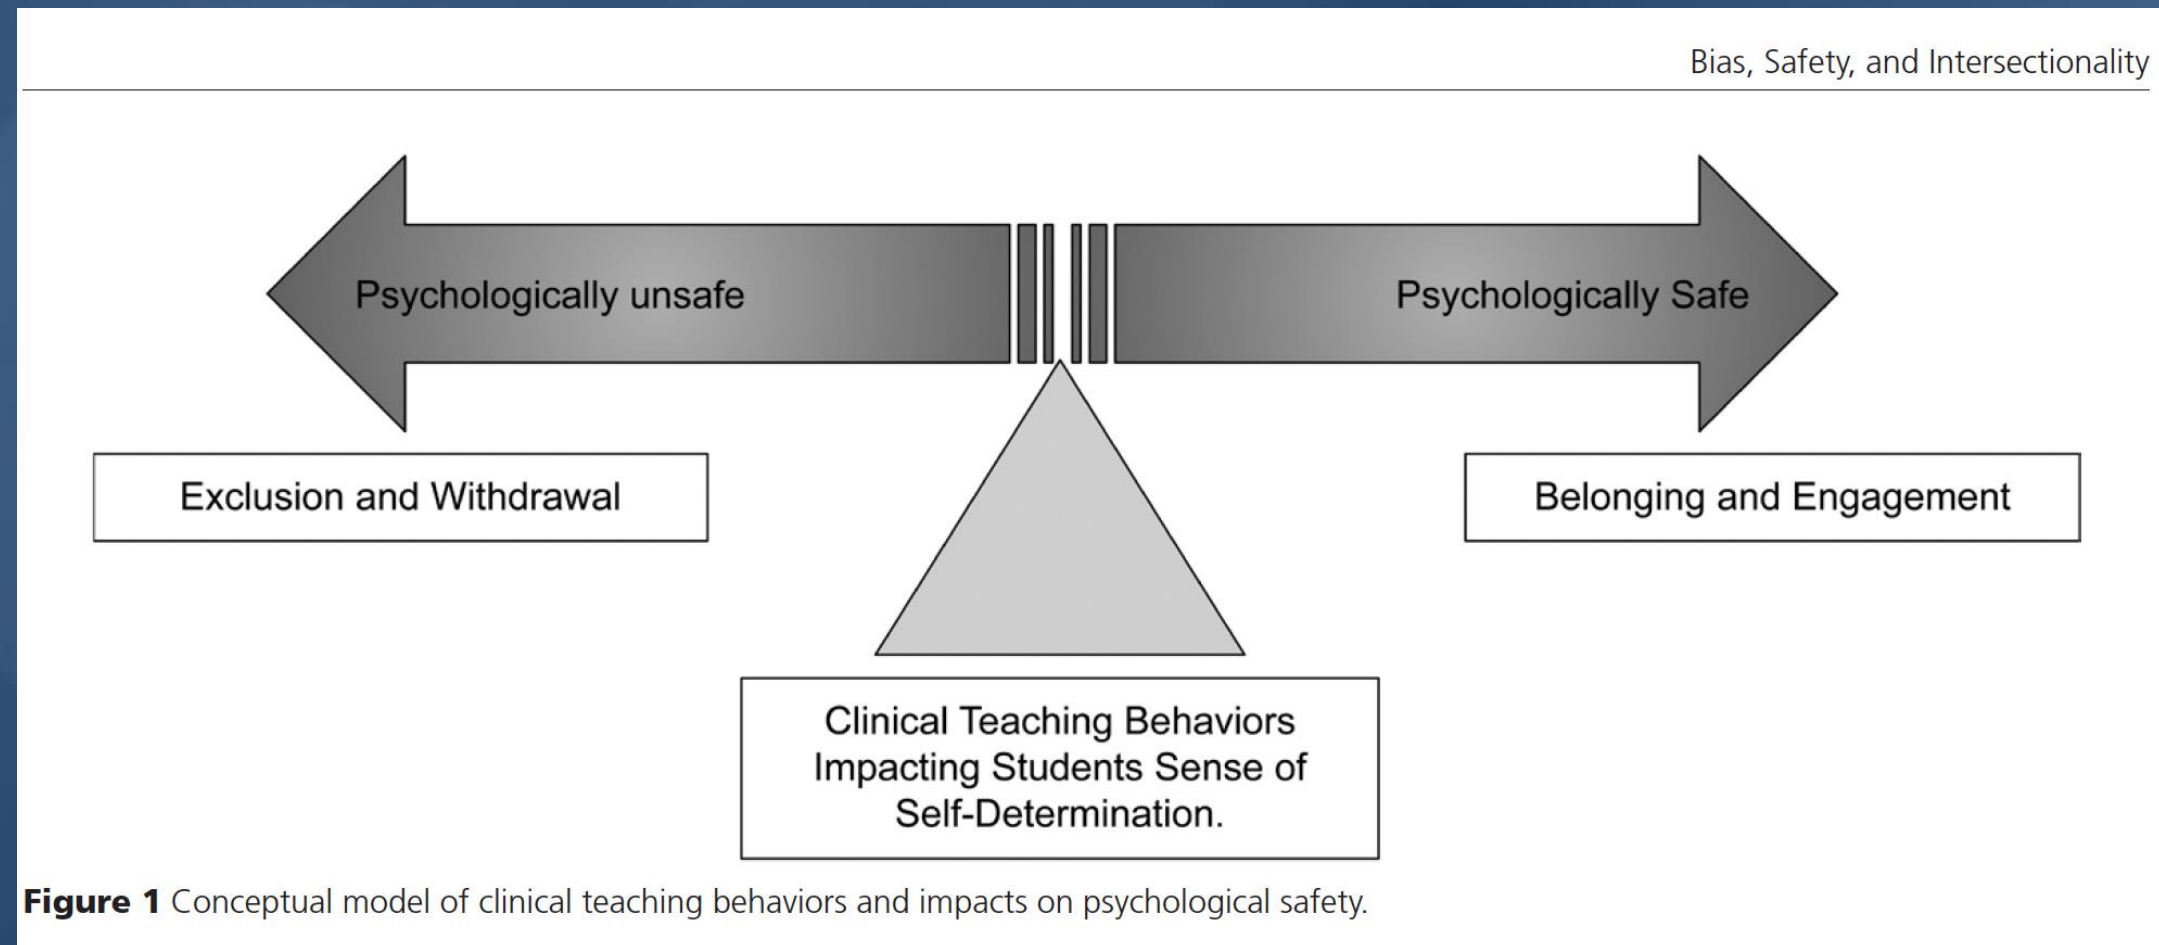 Bias, Safety, and Intersectionality
Psychologically unsafe
Psychologically Safe
Exclusion and Withdrawal
Belonging and Engagement
Clinical Teaching Behaviors
Impacting Students Sense of
Self-Determination.
Figure 1 Conceptual model of clinical teaching behaviors and impacts on psychological safety.